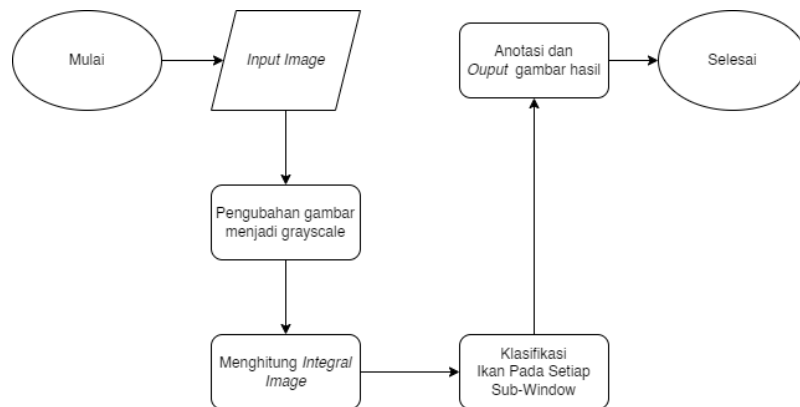 Mulai
Input Image
Pengubahan gambar
menjadi grayscale
Menghitung Integral
Image
Klasifikasi
Ikan Pada Setiap
Sub-Window
Anotasi dan
Ouput gambar hasil
Selesai